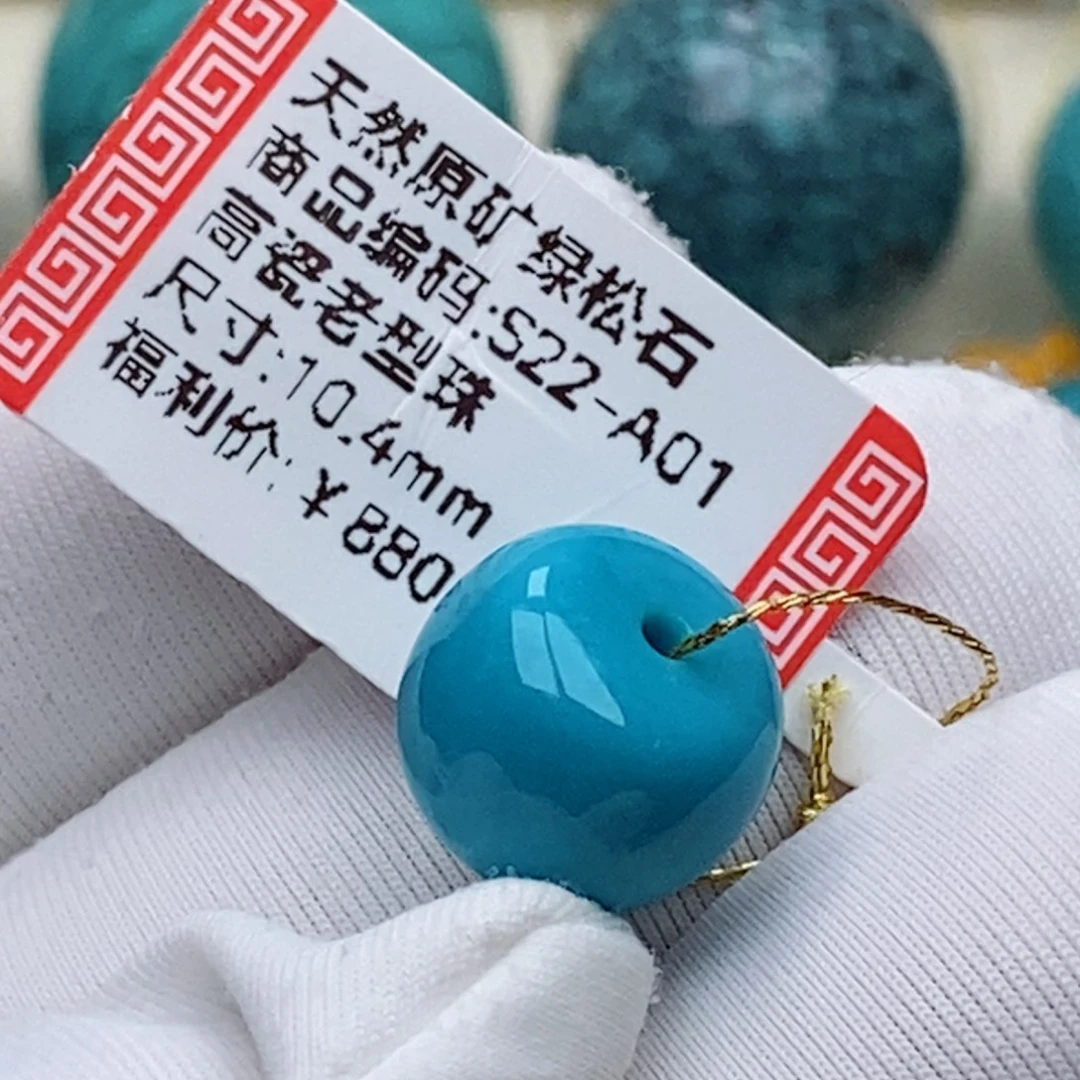 天然原矿绿松石
商品编码:S22-A01
高瓷老型珠
尺寸:10.4mm
福利价:¥880